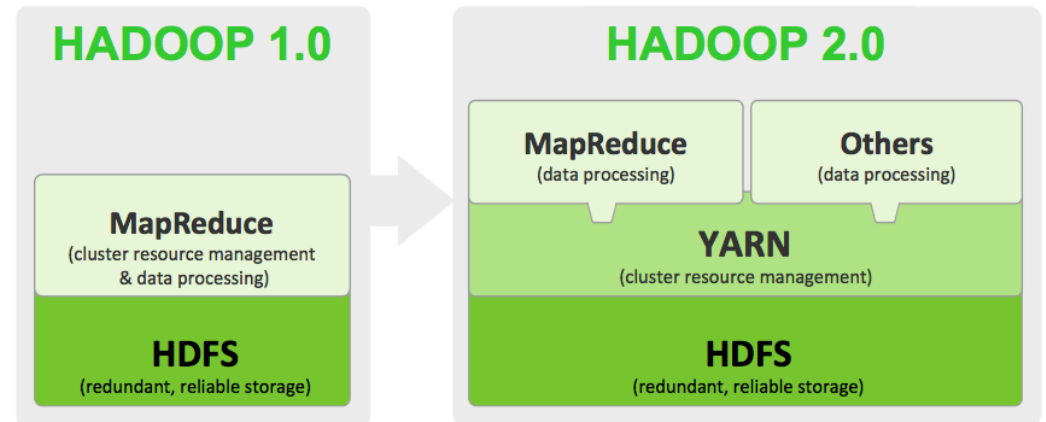 HADOOP 1.0
MapReduce
(cluster resource management
& data processing)
HDFS
(redundant, reliable storage)
HADOOP 2.0
MapReduce
(data processing)
Others
(data processing)
YARN
(cluster resource management)
HDFS
(redundant, reliable storage)